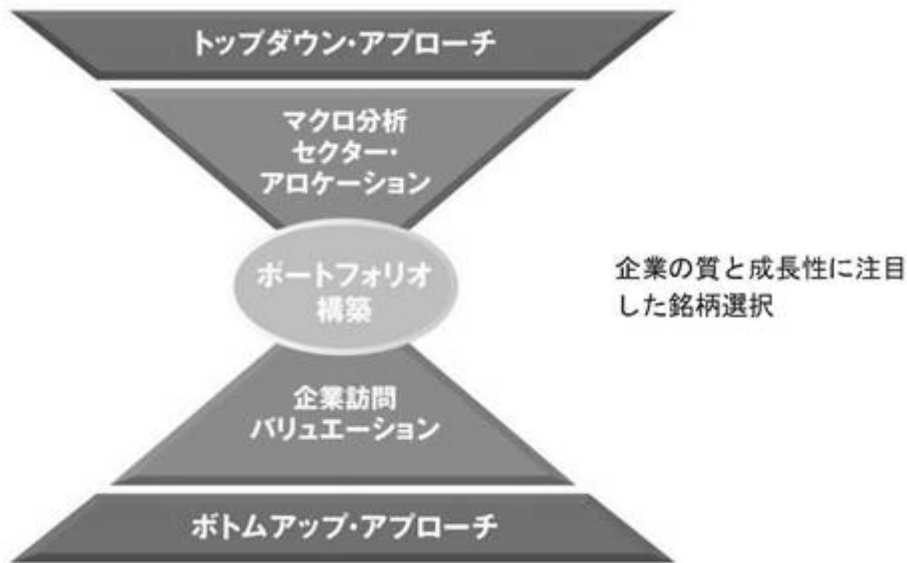 トップダウン・アプローチ
マクロ分析
セクター・
アロケーション
ポートフォリオ
構築
企業の質と成長性に注目
した銘柄選択
企業訪問
バリュエーション
ボトムアップ・アプローチ